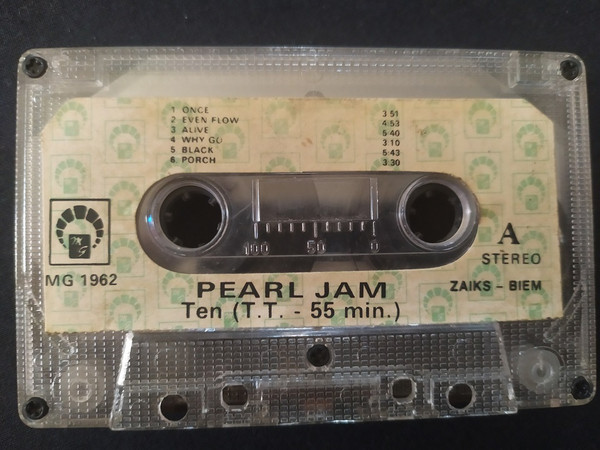 1 ONCE 3:51
2 EVEN FLOW 4:53
3 ALIVE 5:40
4 WHY GO 3:10
5 BLACK 5:43
6 PORCH 3:30
100 50 0
A
STEREO
MG 1962
ZAIKS - BIEM
PEARL JAM
Ten (T.T. - 55 min.)